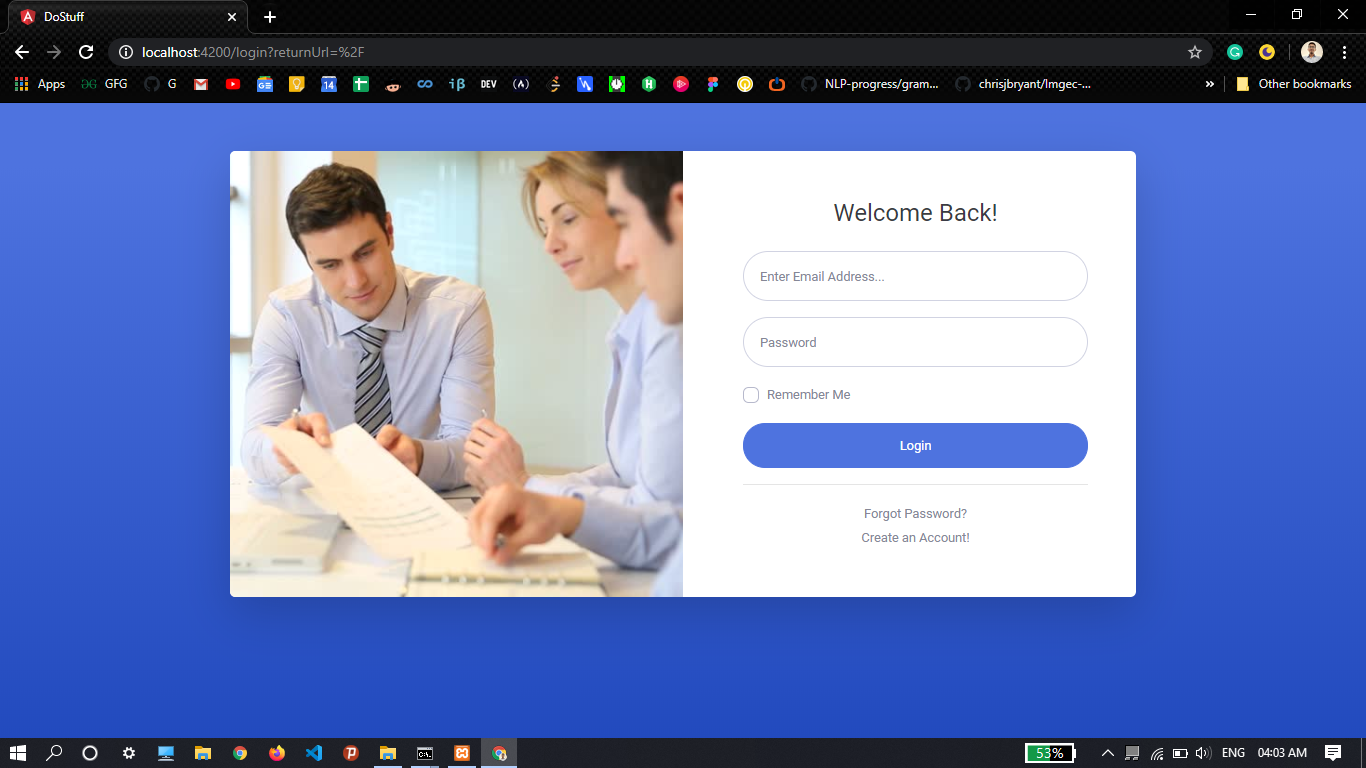 DoStuff
localhost:4200/login?returnUrl=%2F
Apps
GFG
G
14
iβ
DEV
(A)
NLP-progress/gram...
chrisjbryant/lmgec-...
»
Other bookmarks
Welcome Back!
Enter Email Address...
Password
Remember Me
Login
Forgot Password?
Create an Account!
53%
ENG
04:03 AM